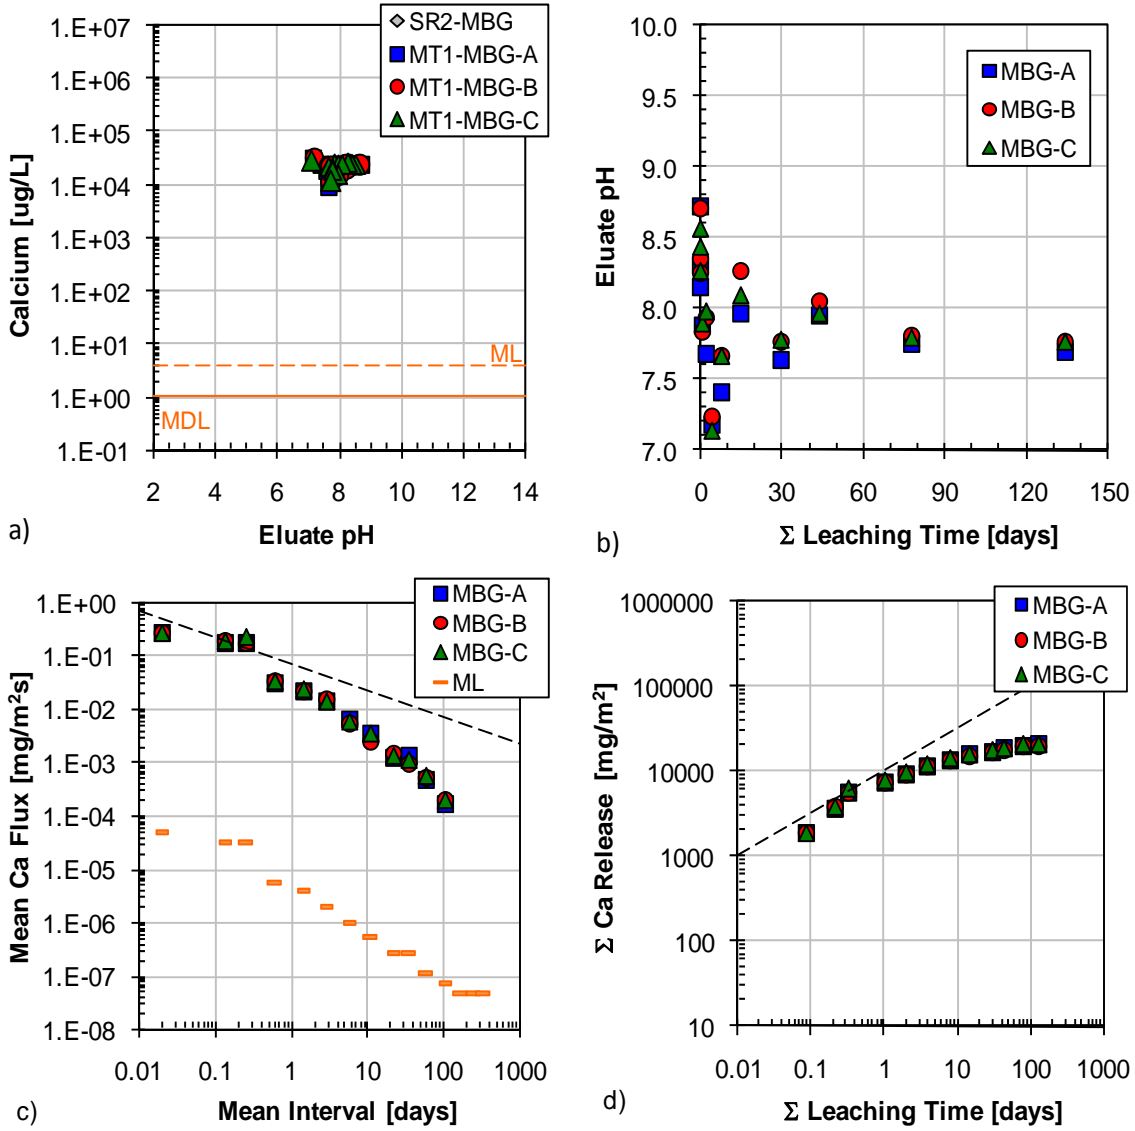 1.E+07
1.E+06
1.E+05
1.E+04
1.E+03
1.E+02
1.E+01
1.E+00
1.E-01
Calcium [ug/L]
SR2-MBG
MT1-MBG-A
MT1-MBG-B
MT1-MBG-C
ML
MDL
2 4 6 8 10 12 14
Eluate pH
a)
10.0
9.5
9.0
8.5
8.0
7.5
7.0
Eluate pH
MBG-A
MBG-B
MBG-C
0 30 60 90 120 150
Σ Leaching Time [days]
b)
1.E+00
1.E-01
1.E-02
1.E-03
1.E-04
1.E-05
1.E-06
1.E-07
1.E-08
Mean Ca Flux [mg/m²s]
MBG-A
MBG-B
MBG-C
ML
0.01 0.1 1 10 100 1000
Mean Interval [days]
c)
1000000
100000
10000
1000
100
10
Σ Ca Release [mg/m²]
MBG-A
MBG-B
MBG-C
0.01 0.1 1 10 100 1000
Σ Leaching Time [days]
d)